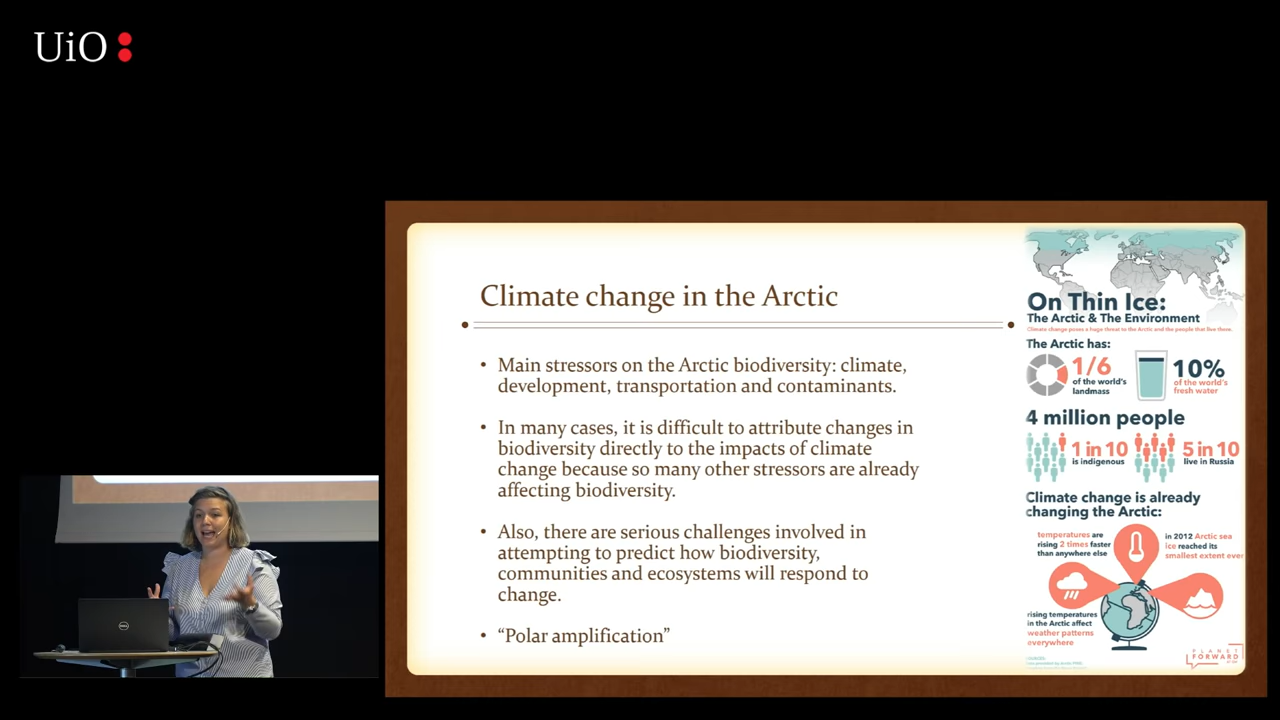 UiO
Climate change in the Arctic
• Main stressors on the Arctic biodiversity: climate,
development, transportation and contaminants.
• In many cases, it is difficult to attribute changes in
biodiversity directly to the impacts of climate
change because so many other stressors are already
affecting biodiversity.
• Also, there are serious challenges involved in
attempting to predict how biodiversity,
communities and ecosystems will respond to
change.
• “Polar amplification”
On Thin Ice:
The Arctic & The Environment
Climate change poses a huge threat to the Arctic and the people that live there.
The Arctic has:
1/6
of the world's
landmass
10%
of the world's
fresh water
4 million people
1 in 10
is indigenous
5 in 10
live in Russia
Climate change is already
changing the Arctic:
temperatures are
rising 2 times faster
than anywhere else
in 2012 Arctic sea
ice reached its
smallest extent ever
rising temperatures
in the Arctic affect
weather patterns
everywhere
PLANET
FORWARD
DELL